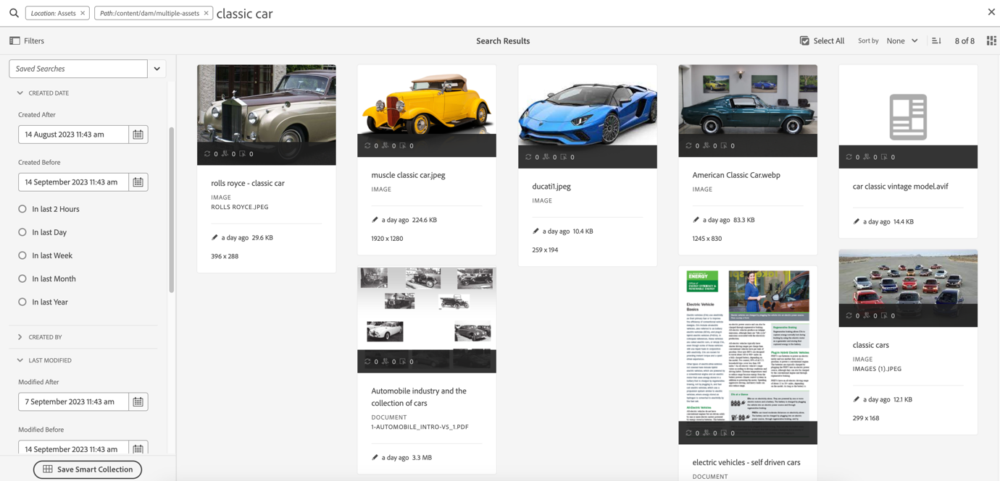 Location: Assets ×
Path:/content/dam/multiple-assets ×
classic car
Filters
Search Results
Select All
Sort by
None
8 of 8
Saved Searches
CREATED DATE
Created After
14 August 2023 11:43 am
Created Before
14 September 2023 11:43 am
In last 2 Hours
In last Day
In last Week
In last Month
In last Year
CREATED BY
LAST MODIFIED
Modified After
7 September 2023 11:43 am
Modified Before
14 September 2023 11:43 am
Save Smart Collection
0 0 0
rolls royce - classic car
IMAGE
ROLLS ROYCE.JPEG
a day ago 29.6 KB
396 x 288
0 0 0
muscle classic car.jpeg
IMAGE
a day ago 224.6 KB
1920 x 1280
0 0 0
ducati1.jpeg
IMAGE
a day ago 10.4 KB
259 x 194
0 0 0
American Classic Car.webp
IMAGE
a day ago 83.3 KB
1245 x 830
0 0 0
car classic vintage model.avif
a day ago 14.4 KB
0 0 0
Automobile industry and the
collection of cars
DOCUMENT
1-AUTOMOBILE_INTRO-VS_1.PDF
a day ago 3.3 MB
ENERGY
Electric Vehicle
Basics
0 0 0
electric vehicles - self driven cars
DOCUMENT
0 0 0
classic cars
IMAGE
IMAGES (1).JPEG
a day ago 12.1 KB
299 x 168